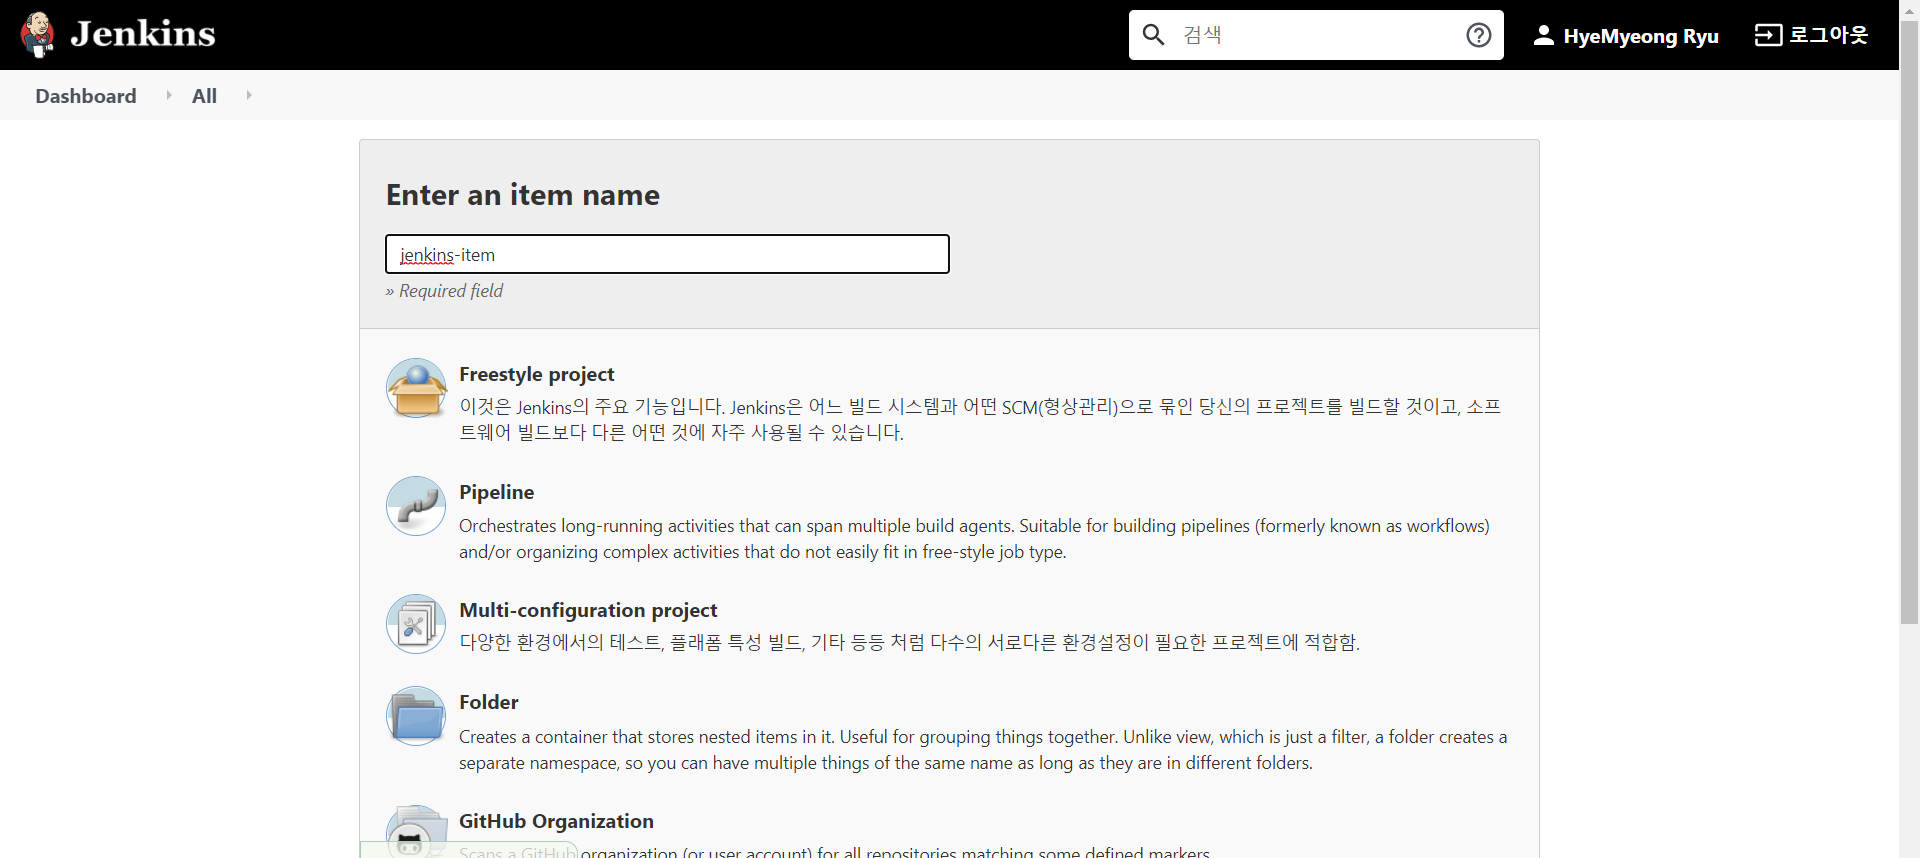 Jenkins
검색
HyeMyeong Ryu
로그아웃
Dashboard
All
Enter an item name
jenkins-item
» Required field
Freestyle project
이것은 Jenkins의 주요 기능입니다. Jenkins은 어느 빌드 시스템과 어떤 SCM(형상관리)으로 묶인 당신의 프로젝트를 빌드할 것이고, 소프
트웨어 빌드보다 다른 어떤 것에 자주 사용될 수 있습니다.
Pipeline
Orchestrates long-running activities that can span multiple build agents. Suitable for building pipelines (formerly known as workflows)
and/or organizing complex activities that do not easily fit in free-style job type.
Multi-configuration project
다양한 환경에서의 테스트, 플래폼 특성 빌드, 기타 등등 처럼 다수의 서로다른 환경설정이 필요한 프로젝트에 적합함.
Folder
Creates a container that stores nested items in it. Useful for grouping things together. Unlike view, which is just a filter, a folder creates a
separate namespace, so you can have multiple things of the same name as long as they are in different folders.
GitHub Organization
Scans a GitHub organization (or user account) for all repositories matching some defined markers.